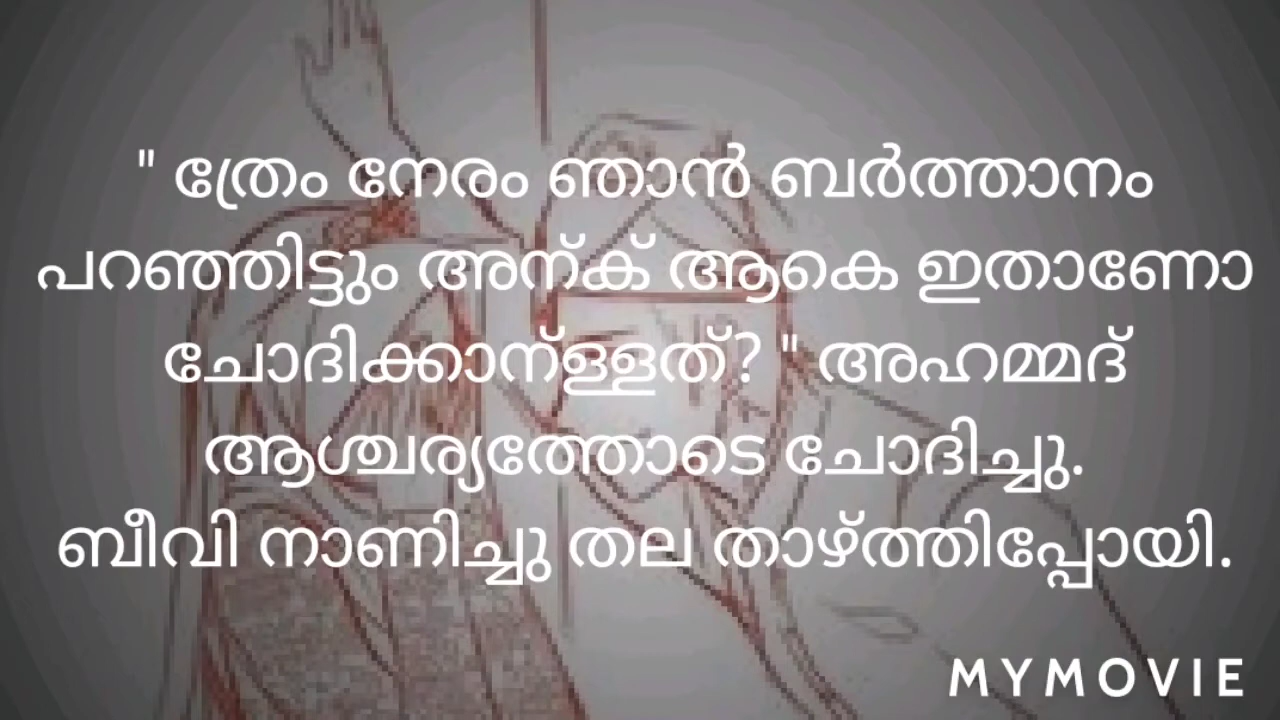 " ത്രേം നേരം ഞാൻ ബർത്താനം
പറഞ്ഞിട്ടും അന്ക് ആകെ ഇതാണോ
ചോദിക്കാന്ള്ളത്? " അഹമ്മദ്
ആശ്ചര്യത്തോടെ ചോദിച്ചു.
ബീവി നാണിച്ചു തല താഴ്ത്തിപ്പോയി.
MYMOVIE